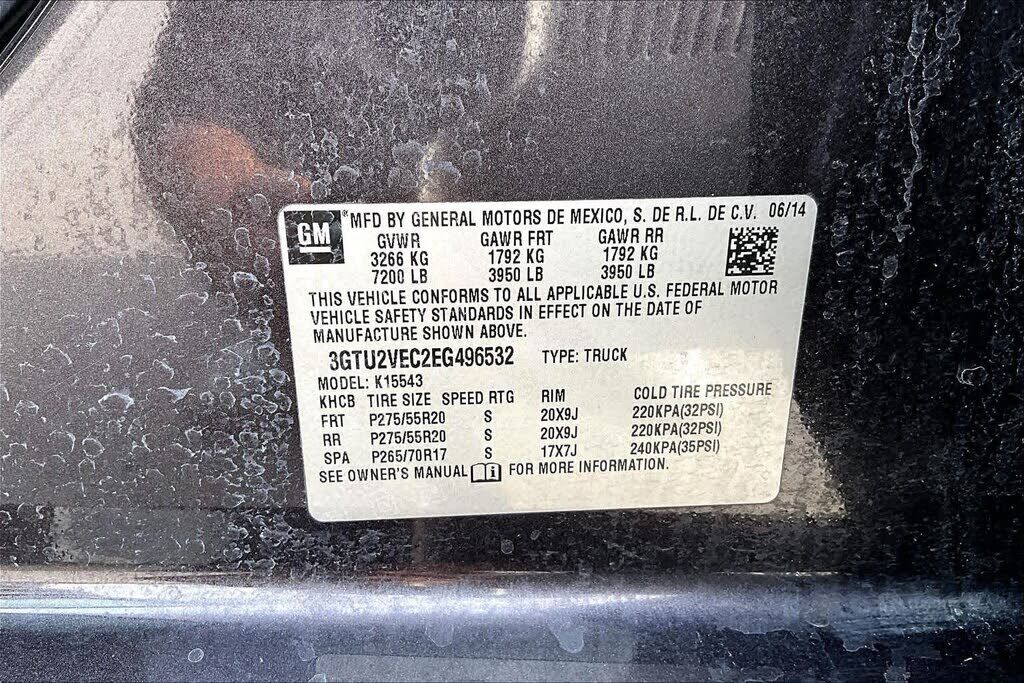 GM ® MFD BY GENERAL MOTORS DE MEXICO, S. DE R.L. DE C.V. 06/14
GVWR GAWR FRT GAWR RR
3266 KG 1792 KG 1792 KG
7200 LB 3950 LB 3950 LB
THIS VEHICLE CONFORMS TO ALL APPLICABLE U.S. FEDERAL MOTOR
VEHICLE SAFETY STANDARDS IN EFFECT ON THE DATE OF
MANUFACTURE SHOWN ABOVE.
3GTU2VEC2EG496532 TYPE: TRUCK
MODEL: K15543
KHCB TIRE SIZE SPEED RTG RIM COLD TIRE PRESSURE
FRT P275/55R20 S 20X9J 220KPA(32PSI)
RR P275/55R20 S 20X9J 220KPA(32PSI)
SPA P265/70R17 S 17X7J 240KPA(35PSI)
SEE OWNER'S MANUAL FOR MORE INFORMATION.